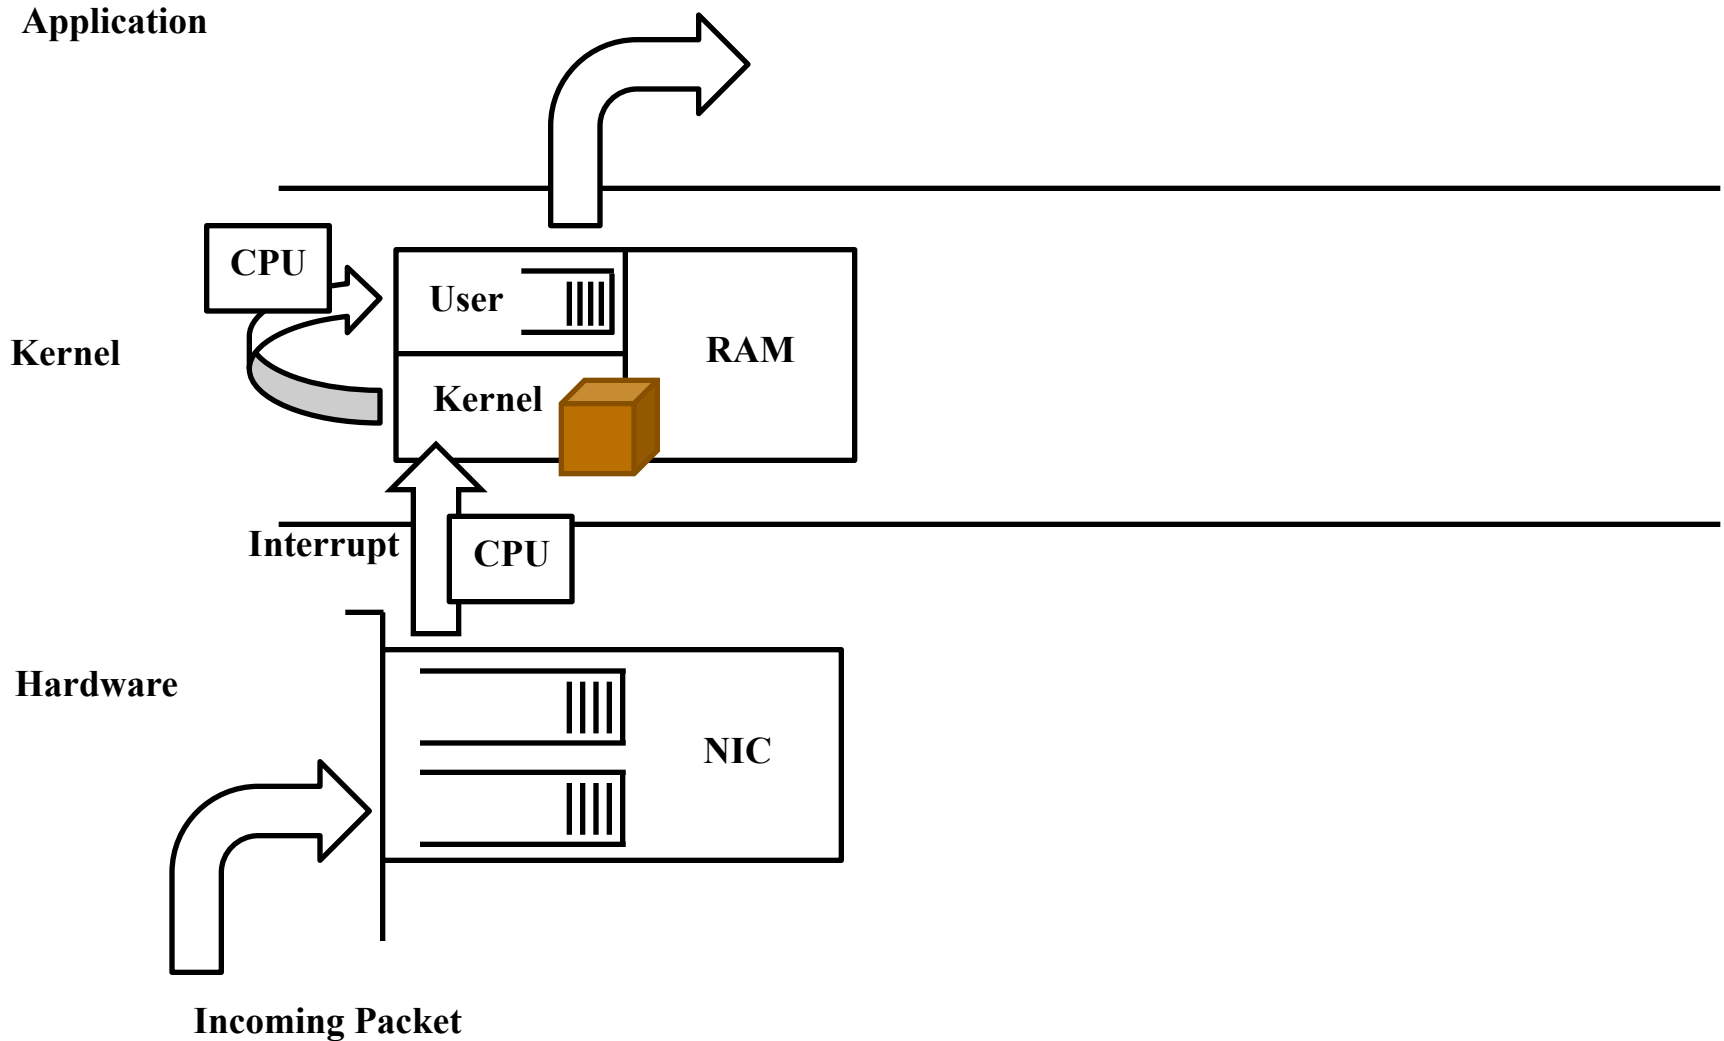 Application
CPU
User
RAM
Kernel
Kernel
Interrupt
CPU
Hardware
NIC
Incoming Packet